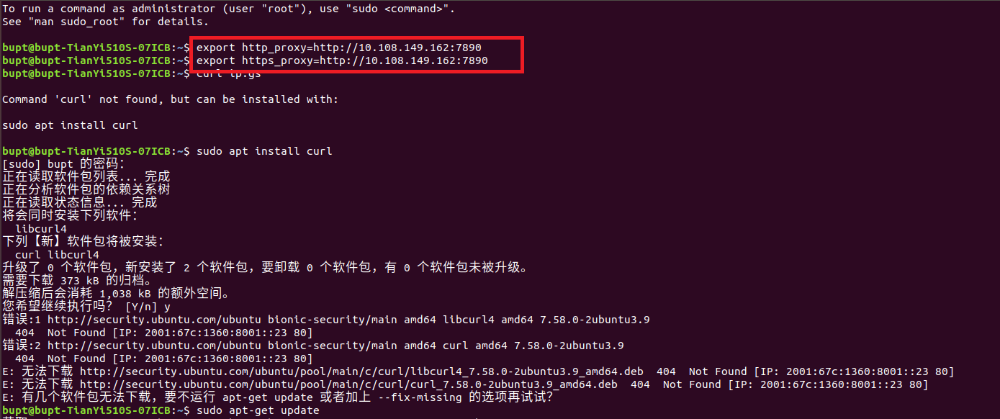 To run a command as administrator (user "root"), use "sudo <command>".
See "man sudo_root" for details.
bupt@bupt-TianYi510S-07ICB:~$ export http_proxy=http://10.108.149.162:7890
bupt@bupt-TianYi510S-07ICB:~$ export https_proxy=http://10.108.149.162:7890
bupt@bupt-TianYi510S-07ICB:~$ curl ip.gs
Command 'curl' not found, but can be installed with:
sudo apt install curl
bupt@bupt-TianYi510S-07ICB:~$ sudo apt install curl
[sudo] bupt 的密码：
正在读取软件包列表... 完成
正在分析软件包的依赖关系树
正在读取状态信息... 完成
将会同时安装下列软件：
libcurl4
下列【新】软件包将被安装：
curl libcurl4
升级了 0 个软件包，新安装了 2 个软件包，要卸载 0 个软件包，有 0 个软件包未被升级。
需要下载 373 kB 的归档。
解压缩后会消耗 1,038 kB 的额外空间。
您希望继续执行吗？ [Y/n] y
错误:1 http://security.ubuntu.com/ubuntu bionic-security/main amd64 libcurl4 amd64 7.58.0-2ubuntu3.9
404  Not Found [IP: 2001:67c:1360:8001::23 80]
错误:2 http://security.ubuntu.com/ubuntu bionic-security/main amd64 curl amd64 7.58.0-2ubuntu3.9
404  Not Found [IP: 2001:67c:1360:8001::23 80]
E: 无法下载 http://security.ubuntu.com/ubuntu/pool/main/c/curl/libcurl4_7.58.0-2ubuntu3.9_amd64.deb  404  Not Found [IP: 2001:67c:1360:8001::23 80]
E: 无法下载 http://security.ubuntu.com/ubuntu/pool/main/c/curl/curl_7.58.0-2ubuntu3.9_amd64.deb  404  Not Found [IP: 2001:67c:1360:8001::23 80]
E: 有几个软件包无法下载，要不运行 apt-get update 或者加上 --fix-missing 的选项再试试？
bupt@bupt-TianYi510S-07ICB:~$ sudo apt-get update